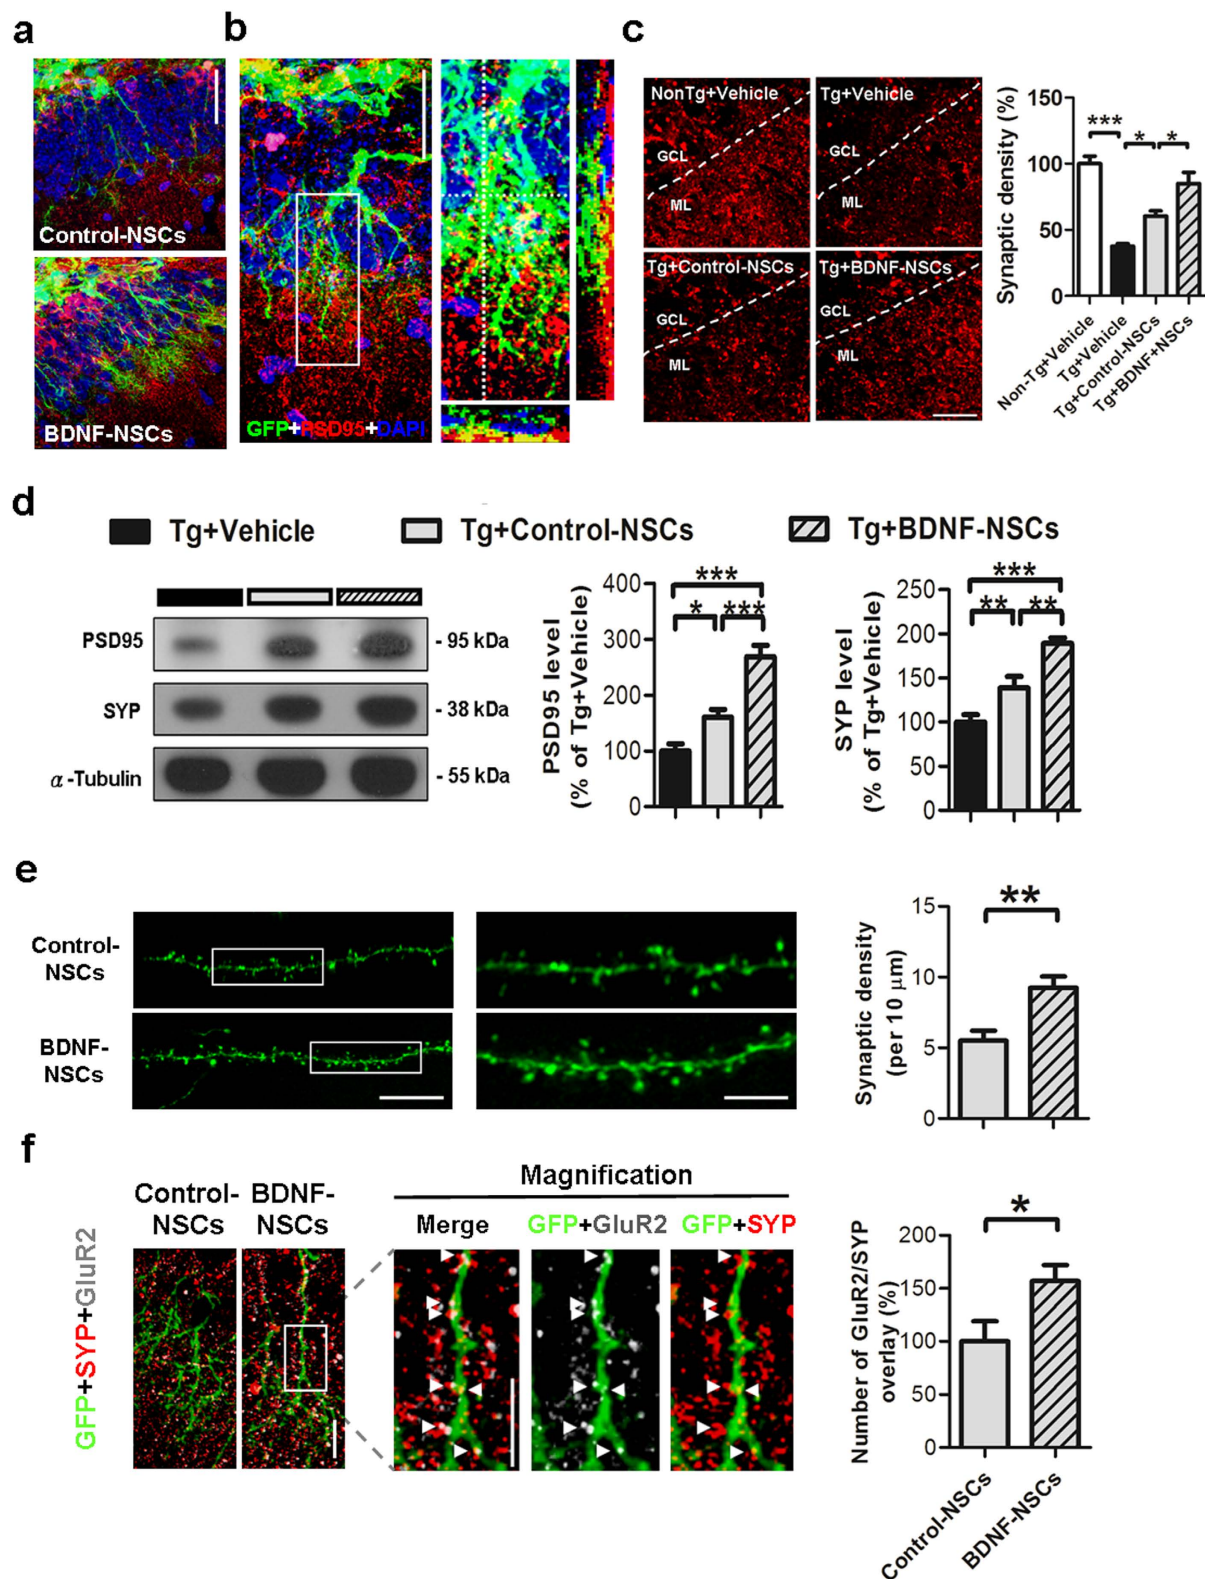 a
b
c
Control-NSCs
BDNF-NSCs
GFP+PSD95+DAPI
NonTg+Vehicle
GCL
ML
Tg+Vehicle
GCL
ML
Tg+Control-NSCs
GCL
ML
Tg+BDNF-NSCs
GCL
ML
Synaptic density (%)
150
100
50
0
***
*
*
Non-Tg+Vehicle
Tg+Vehicle
Tg+Control-NSCs
Tg+BDNF+NSCs
d
Tg+Vehicle
Tg+Control-NSCs
Tg+BDNF-NSCs
PSD95
- 95 kDa
SYP
- 38 kDa
α-Tubulin
- 55 kDa
PSD95 level
(% of Tg+Vehicle)
400
300
200
100
0
***
*
***
SYP level
(% of Tg+Vehicle)
250
200
150
100
50
0
***
**
**
e
Control-
NSCs
BDNF-
NSCs
Synaptic density
(per 10 μm)
15
10
5
0
**
f
GFP+SYP+GluR2
Control-
NSCs
BDNF-
NSCs
Magnification
Merge
GFP+GluR2
GFP+SYP
Number of GluR2/SYP
overlay (%)
200
150
100
50
0
*
Control-NSCs
BDNF-NSCs